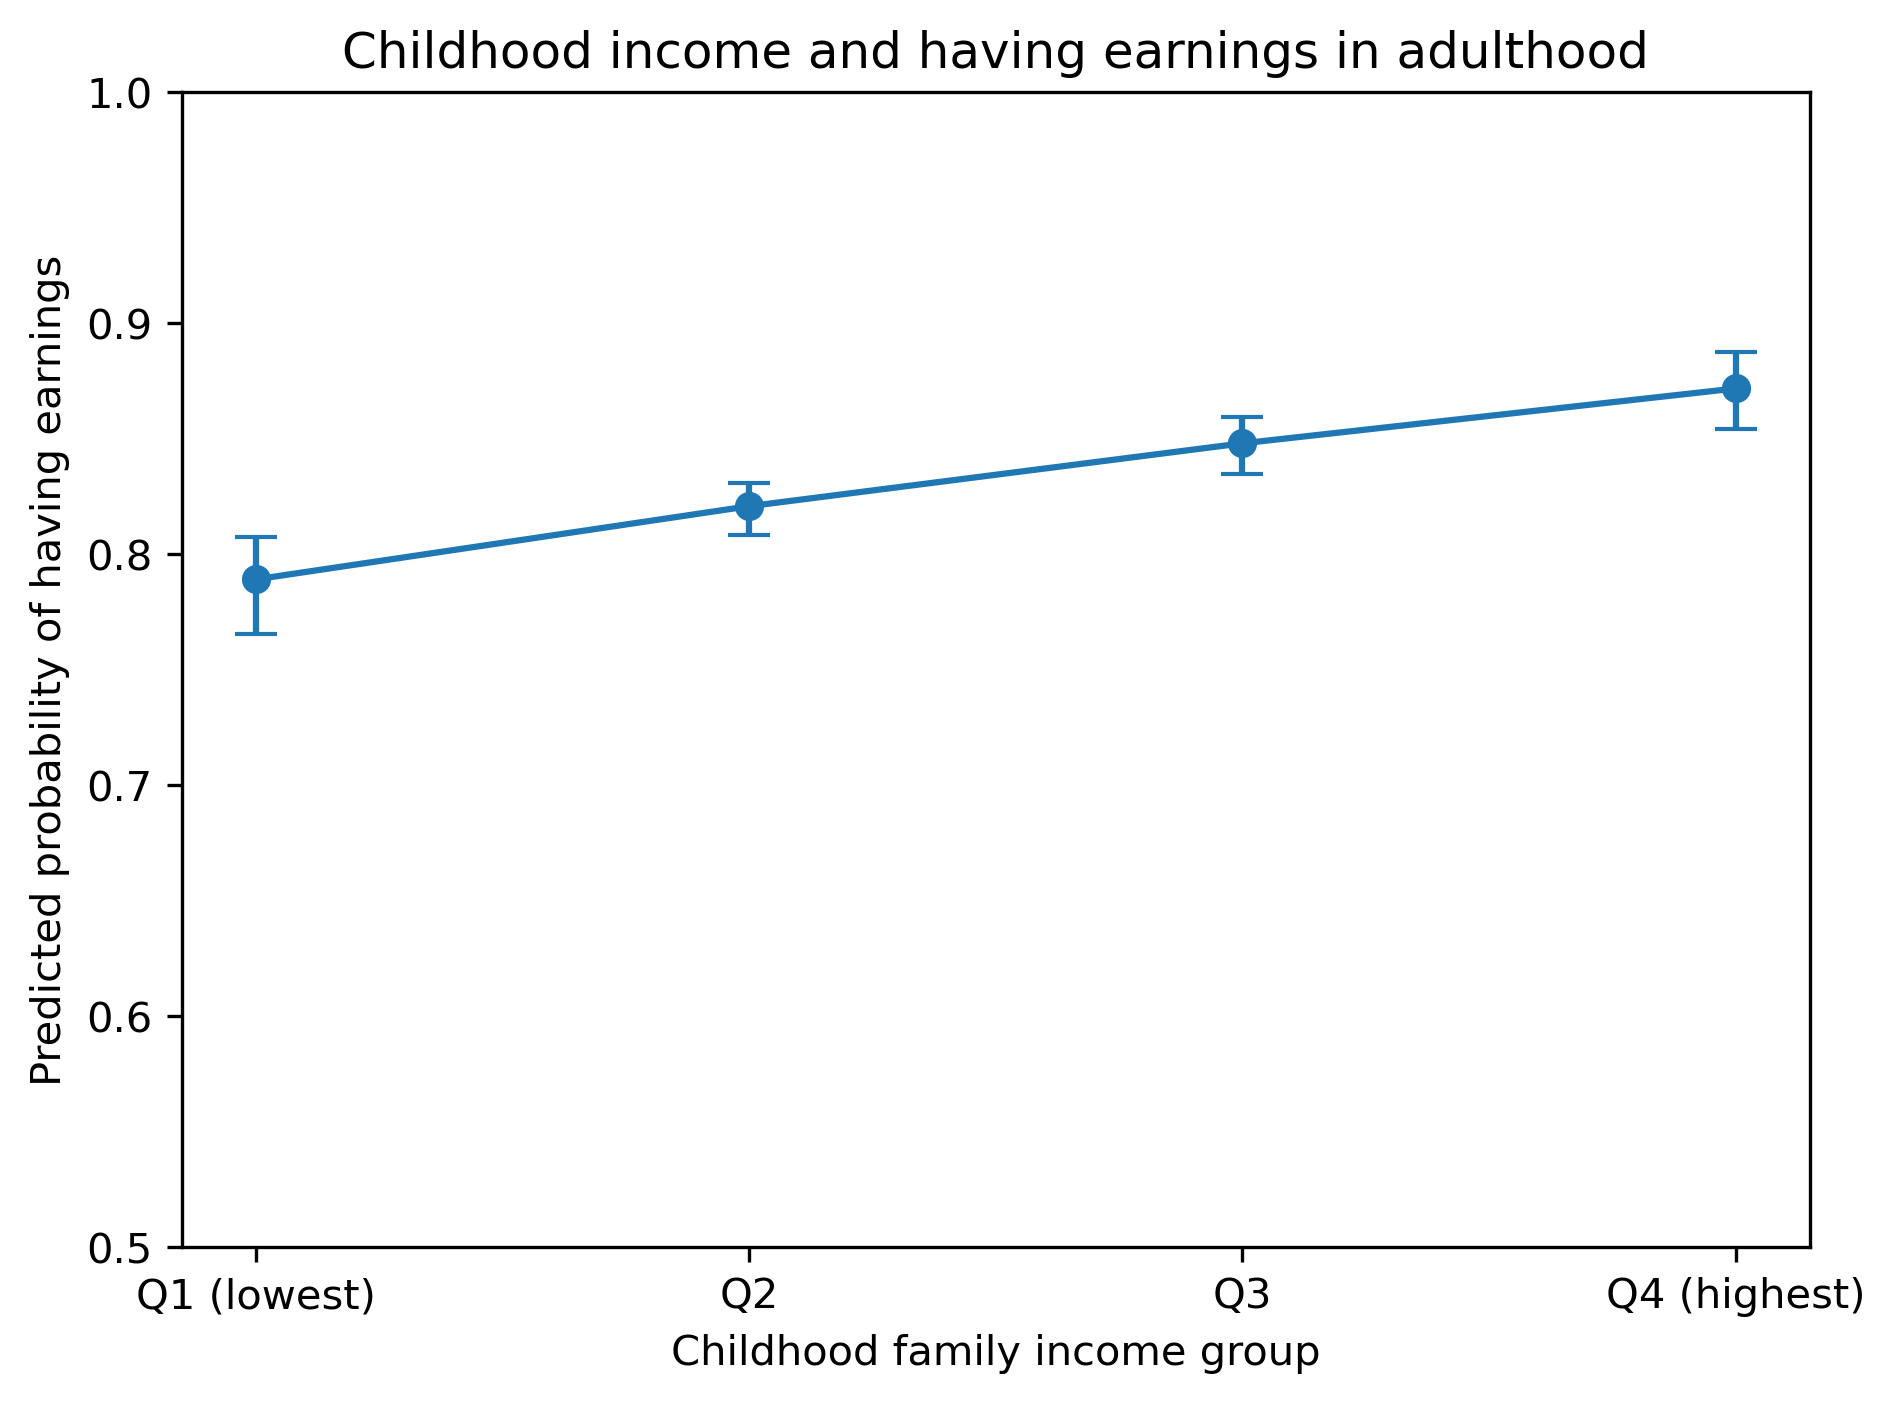 Childhood income and having earnings in adulthood
Predicted probability of having earnings
1.0
0.9
0.8
0.7
0.6
0.5
Q1 (lowest)
Q2
Q3
Q4 (highest)
Childhood family income group